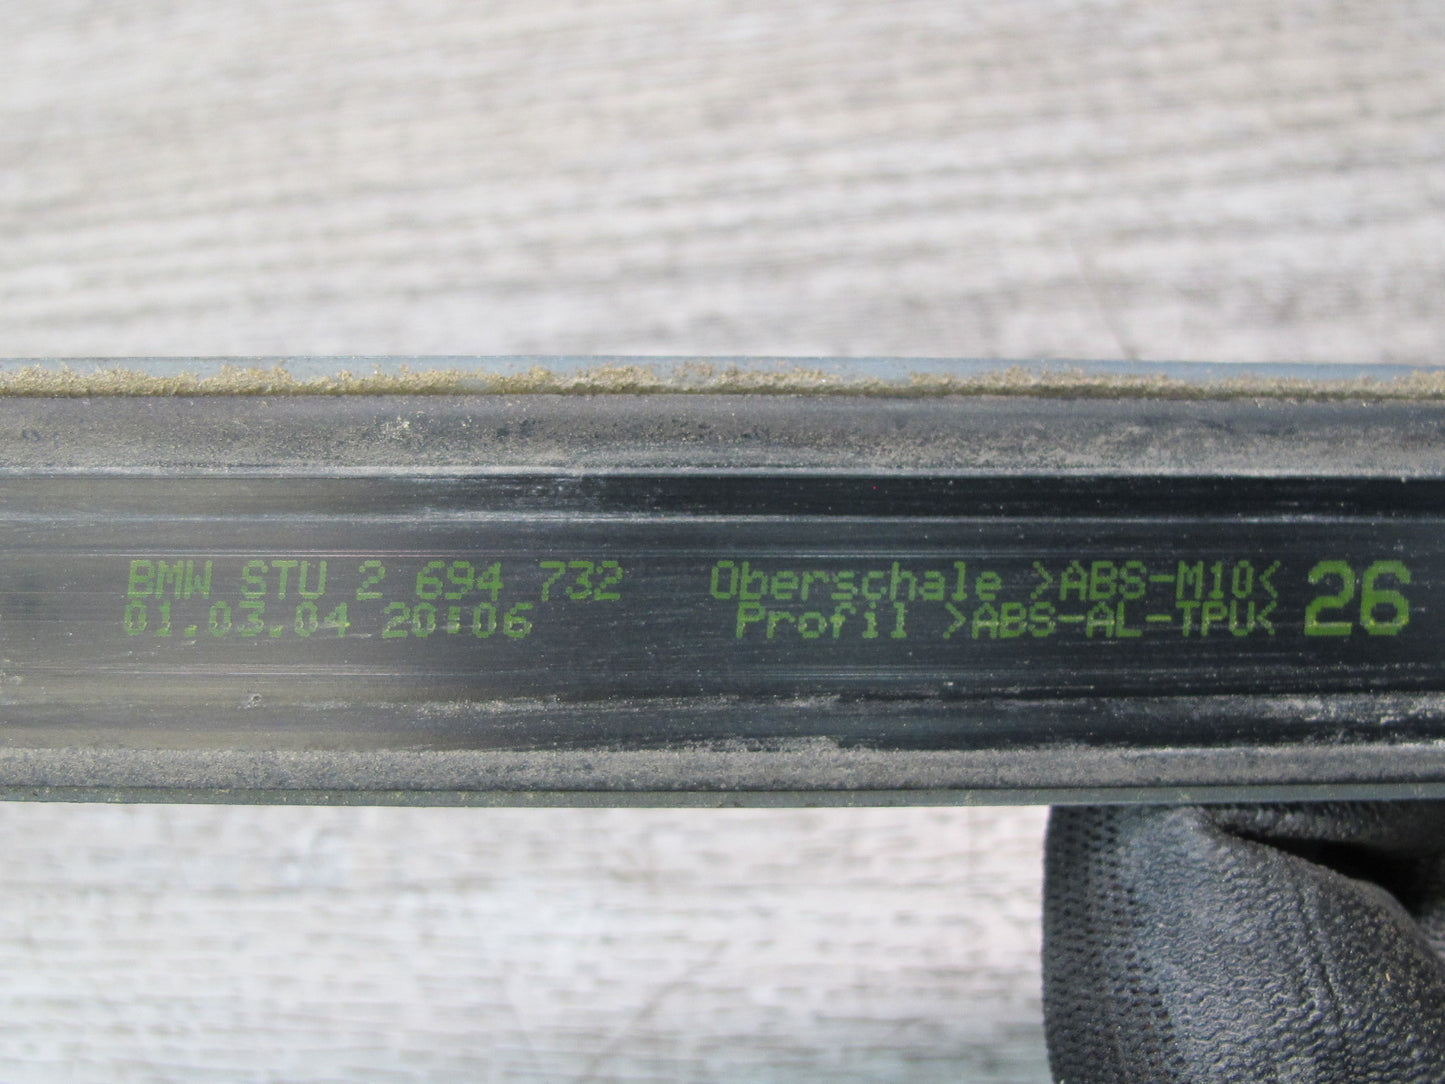 BMW STU 2 694 732 Oberschale >ABS-M10< 26
01.03.04 20:06 Profil >ABS-AL-TPU<